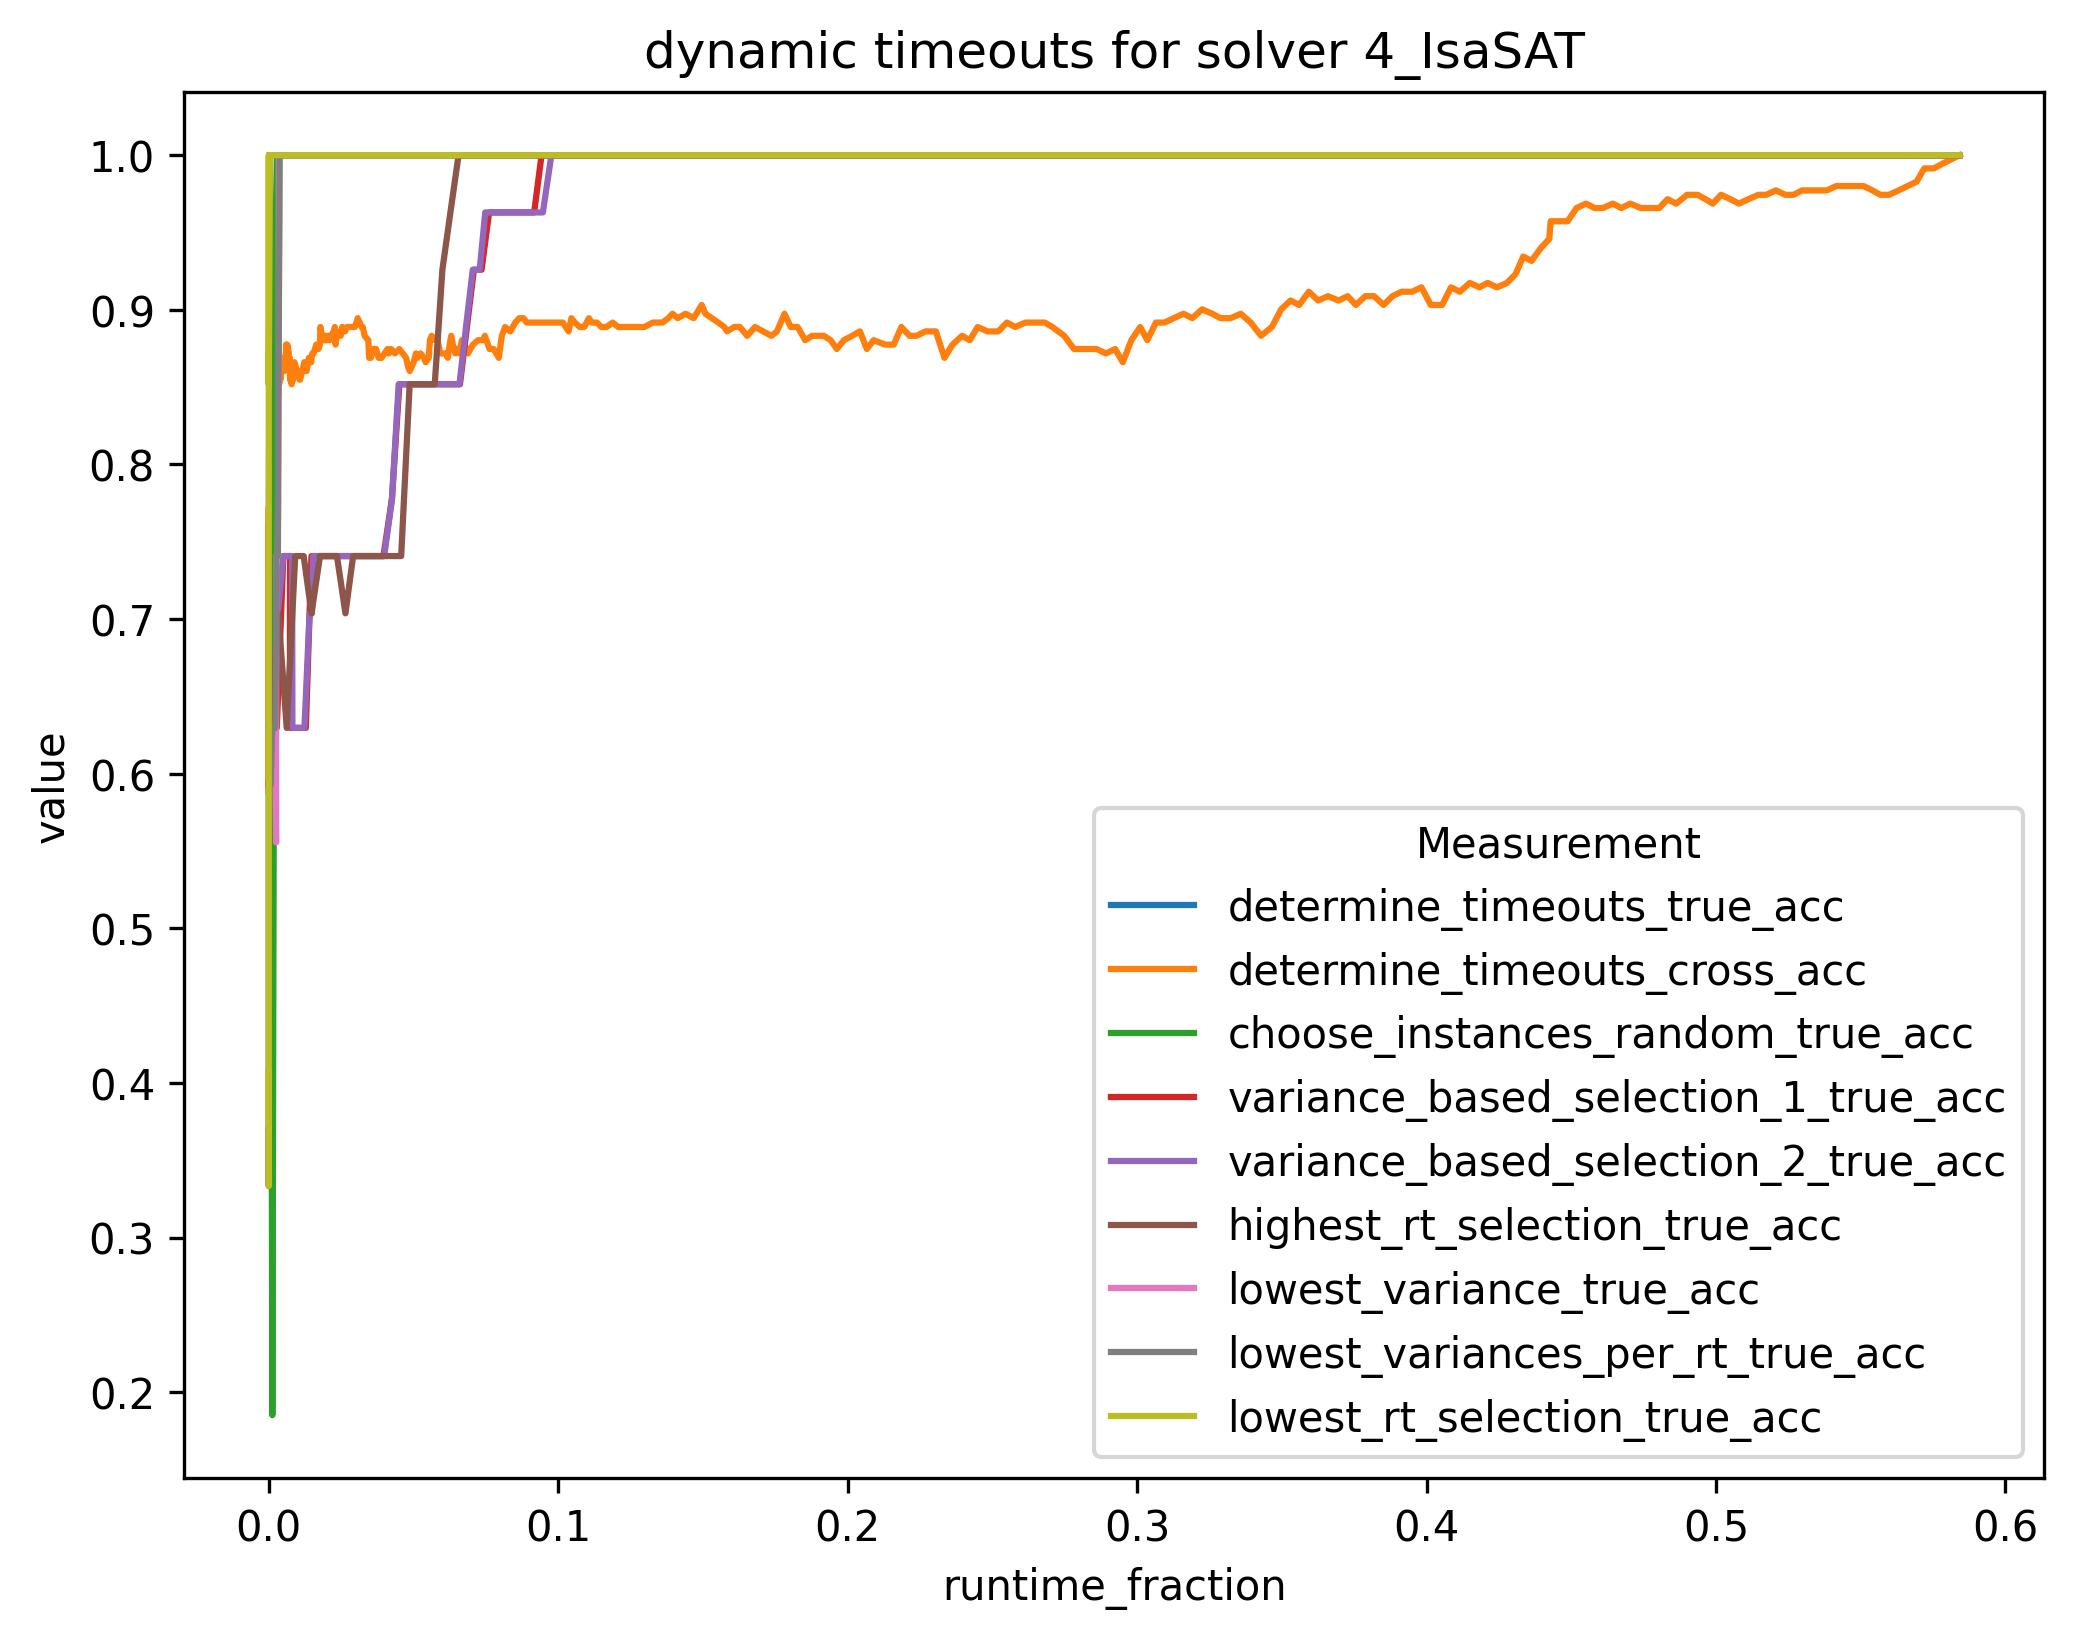 dynamic timeouts for solver 4_IsaSAT
1.0
0.9
0.8
0.7
0.6
0.5
0.4
0.3
0.2
value
Measurement
determine_timeouts_true_acc
determine_timeouts_cross_acc
choose_instances_random_true_acc
variance_based_selection_1_true_acc
variance_based_selection_2_true_acc
highest_rt_selection_true_acc
lowest_variance_true_acc
lowest_variances_per_rt_true_acc
lowest_rt_selection_true_acc
0.0 0.1 0.2 0.3 0.4 0.5 0.6
runtime_fraction